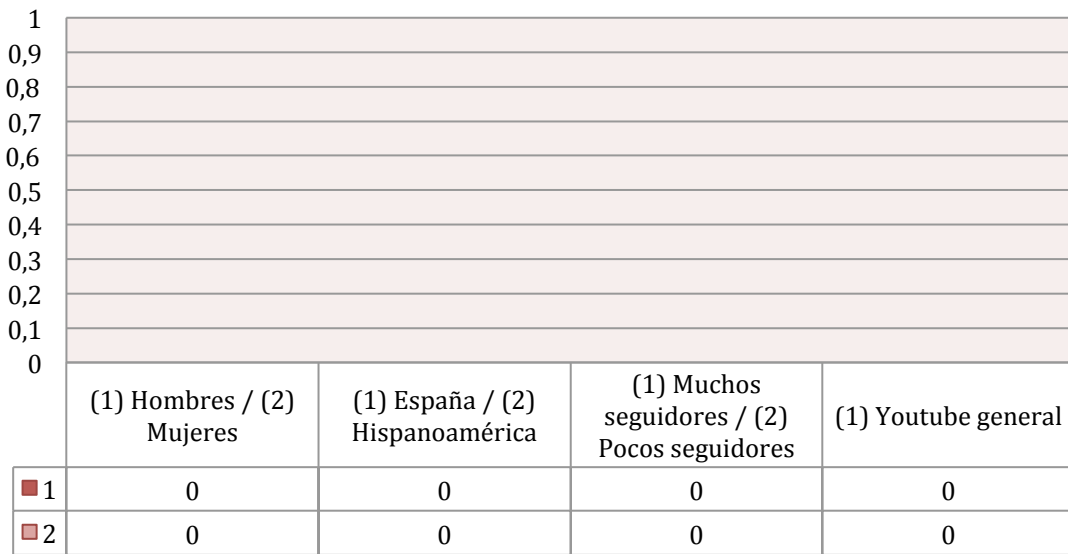 1
0,9
0,8
0,7
0,6
0,5
0,4
0,3
0,2
0,1
0
(1) Hombres / (2)
Mujeres
(1) España / (2)
Hispanoamérica
(1) Muchos
seguidores / (2)
Pocos seguidores
(1) Youtube general
1 0 0 0 0
2 0 0 0 0